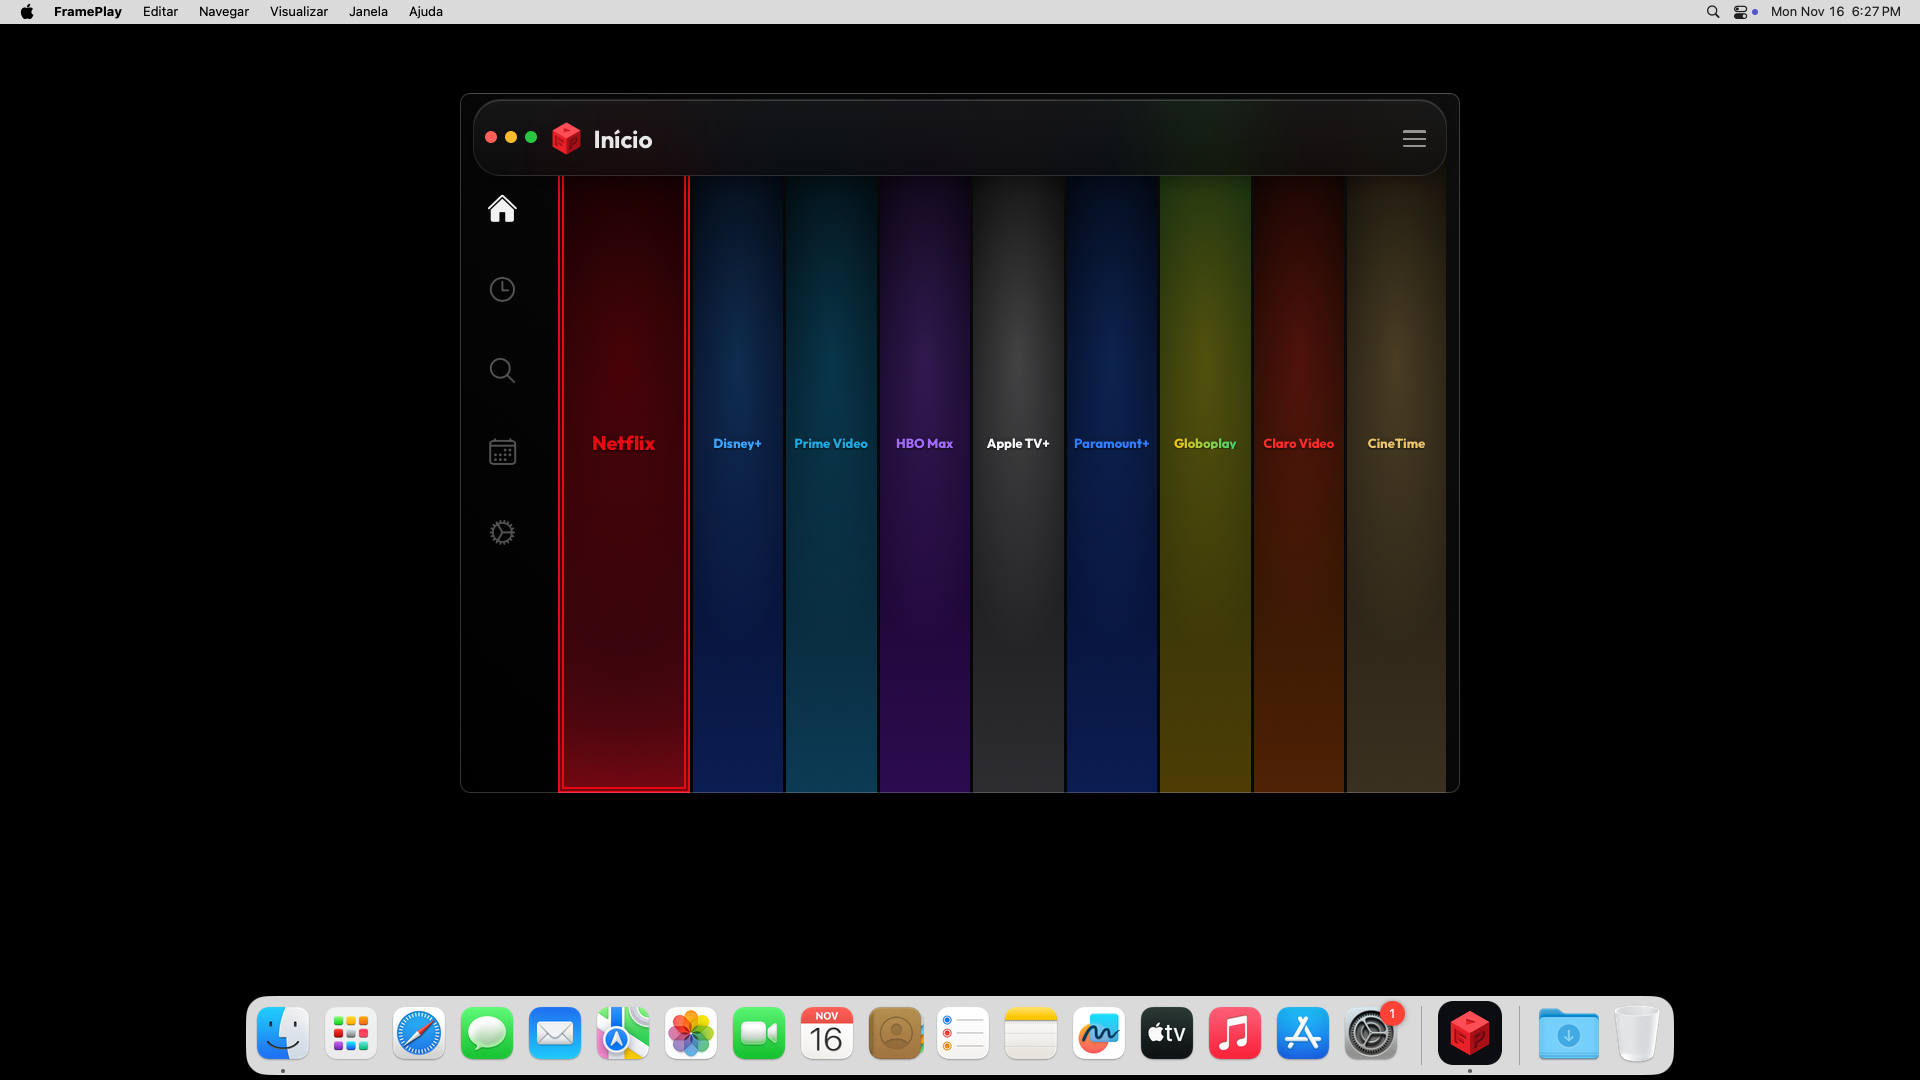 FramePlay Editar Navegar Visualizar Janela Ajuda Mon Nov 16 6:27 PM
Início
Netflix Disney+ Prime Video HBO Max Apple TV+ Paramount+ Globoplay Claro Video CineTime
NOV
16
tv
1